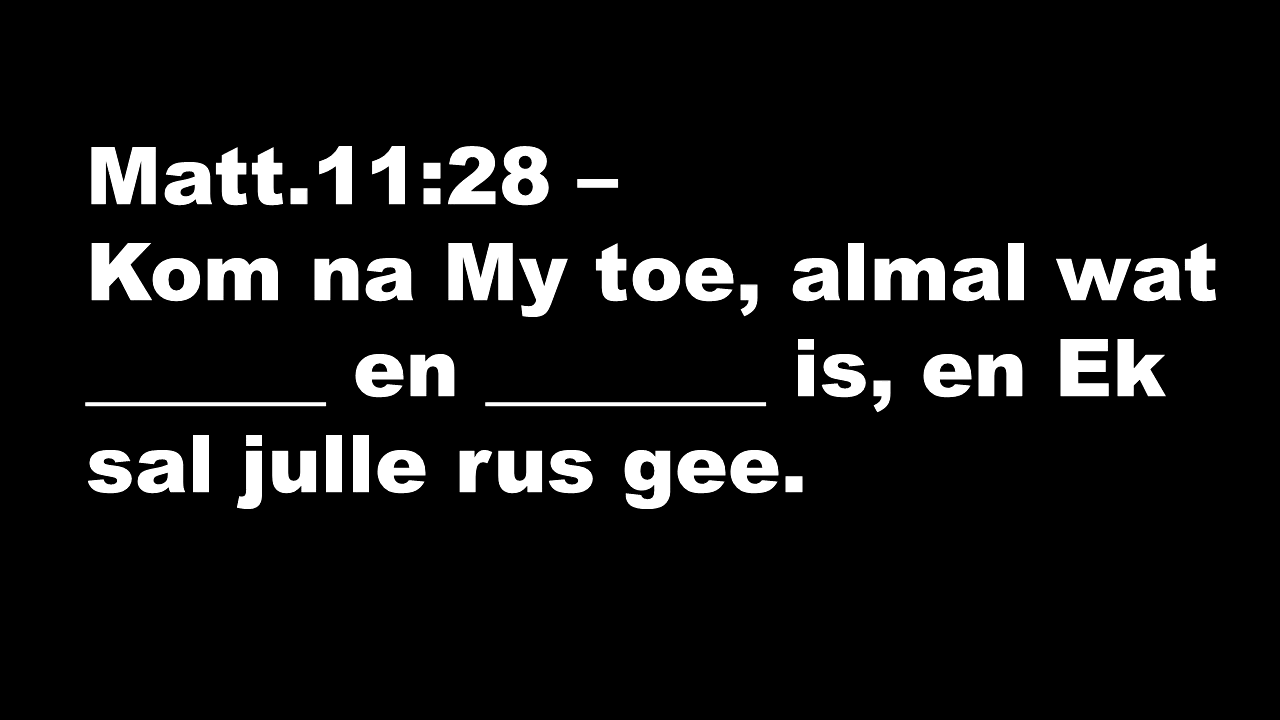 Matt.11:28 –
Kom na My toe, almal wat
______ en _______ is, en Ek
sal julle rus gee.